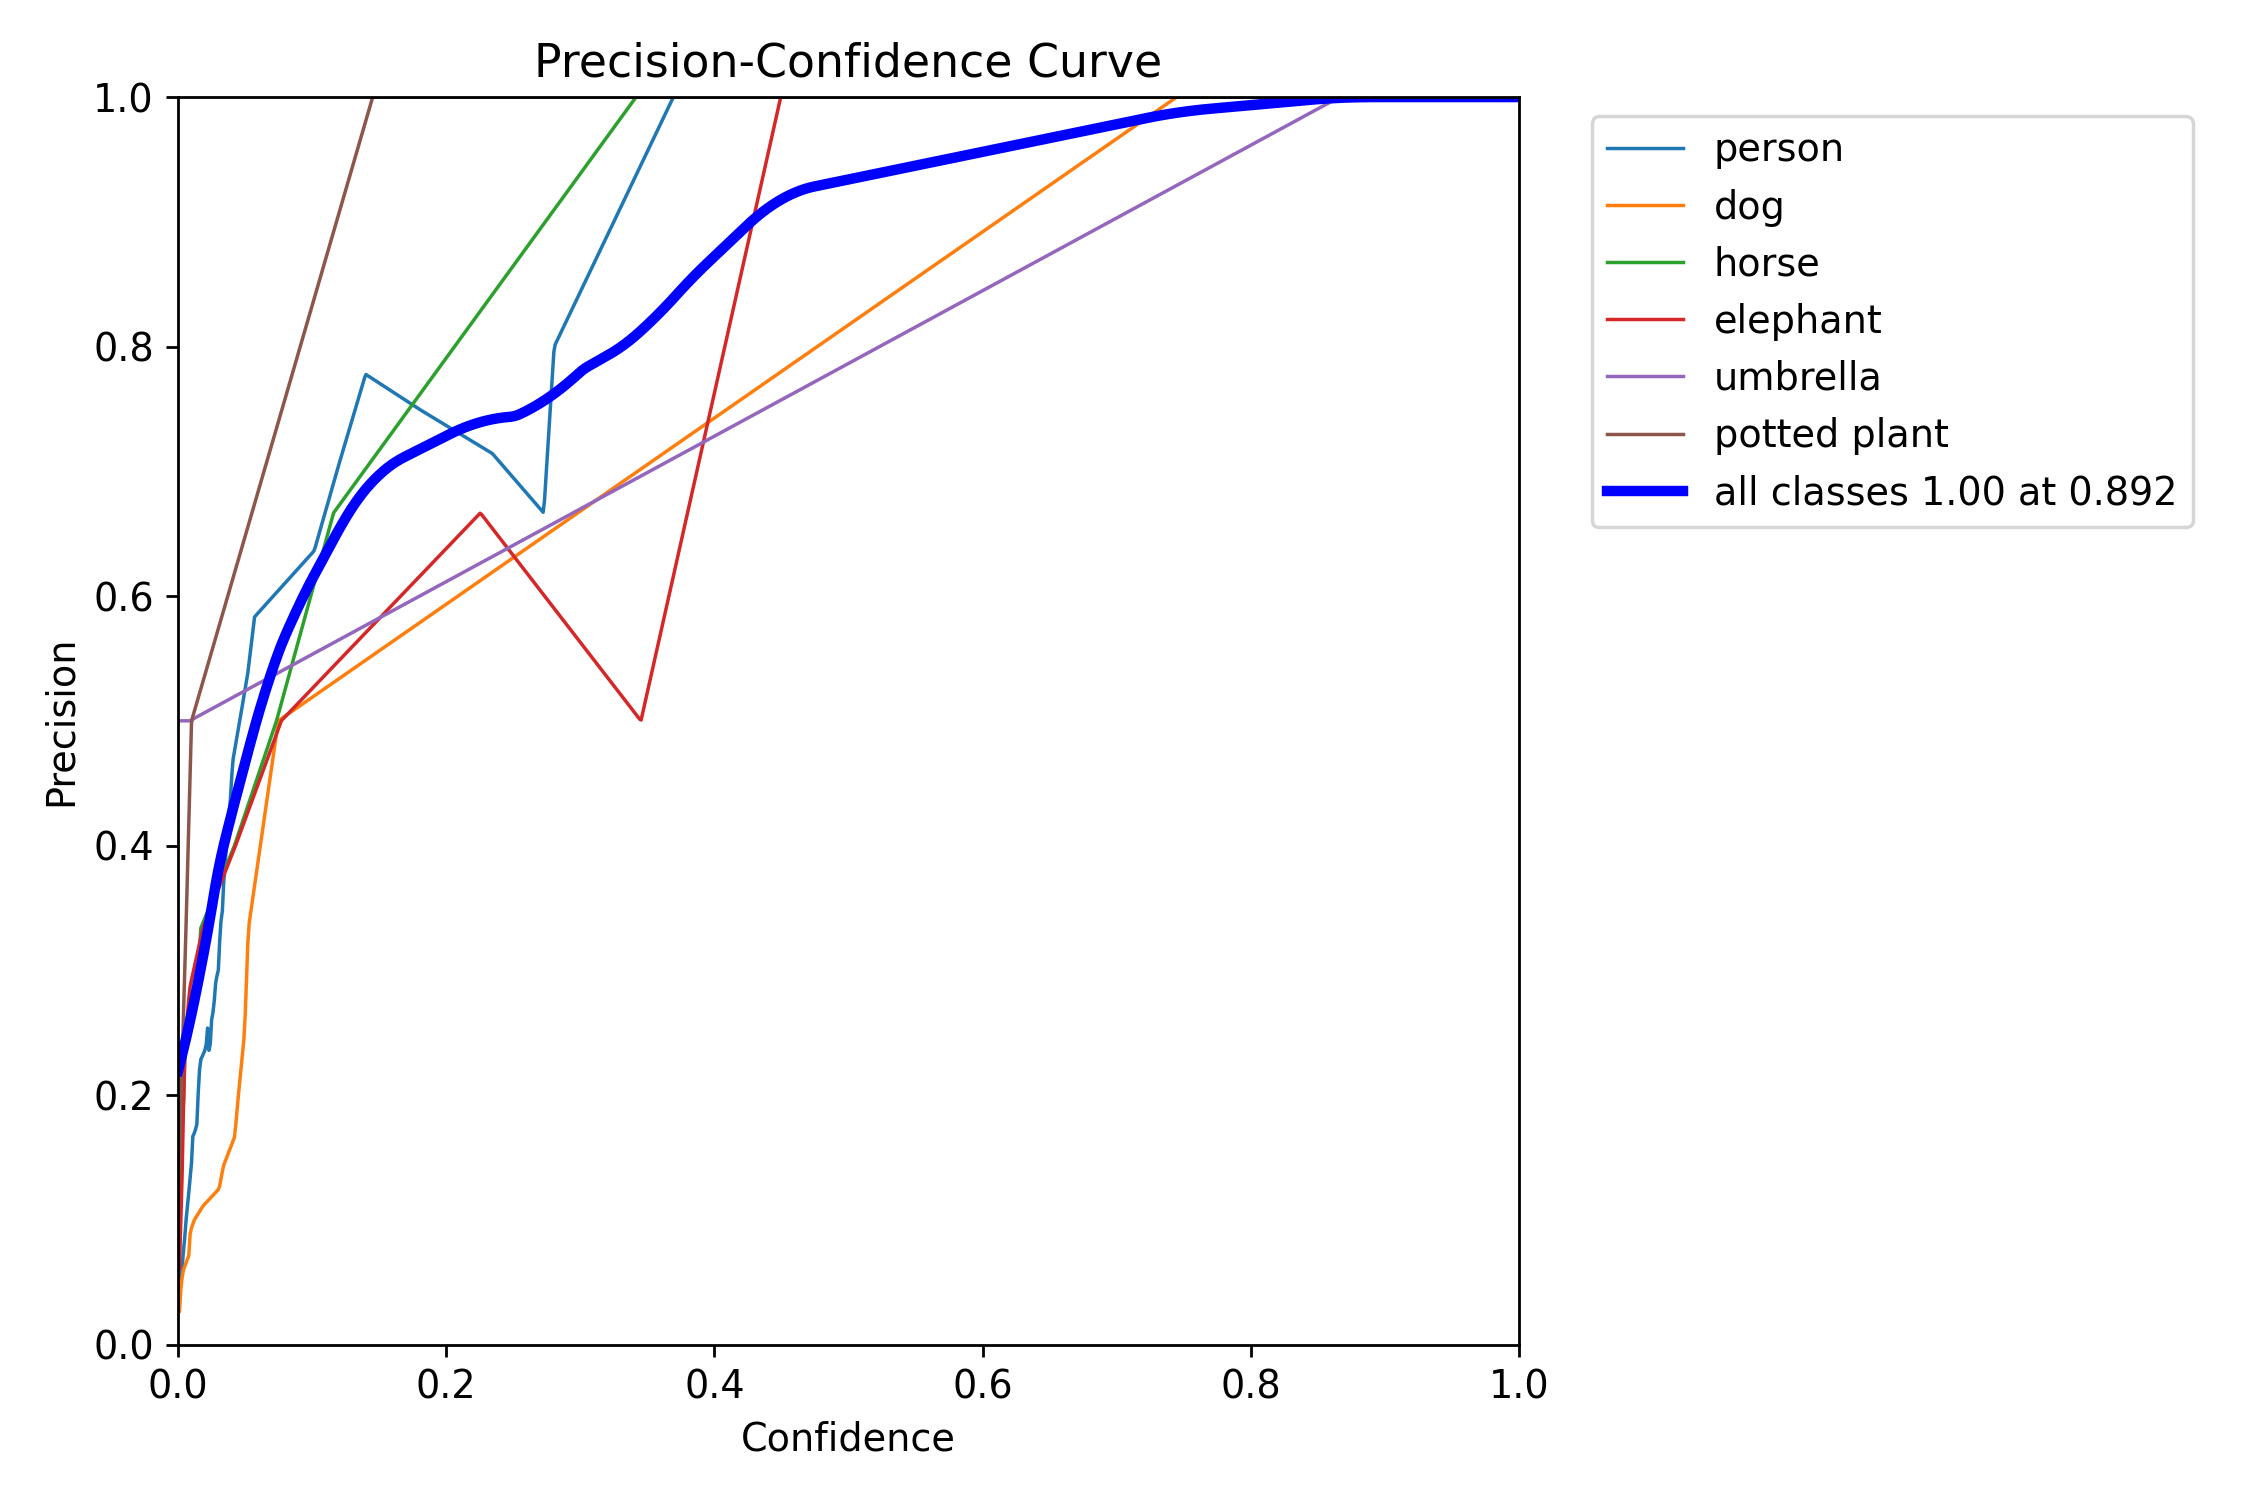 Precision-Confidence Curve
1.0
0.8
0.6
0.4
0.2
0.0
Precision
0.0 0.2 0.4 0.6 0.8 1.0
Confidence
person
dog
horse
elephant
umbrella
potted plant
all classes 1.00 at 0.892